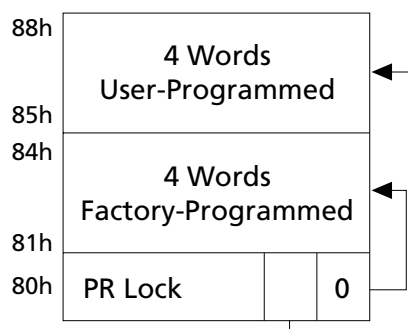 88h
4 Words
User-Programmed
85h
84h
4 Words
Factory-Programmed
81h
80h PR Lock 0